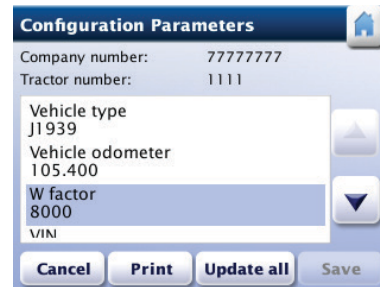 Configuration Parameters
Company number: 77777777
Tractor number: 1111
Vehicle type
J1939
Vehicle odometer
105.400
W factor
8000
VIN
Cancel Print Update all Save